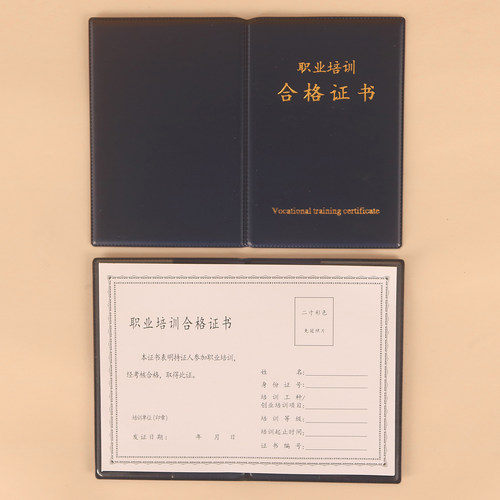 职业培训
合格证书
Vocational training certificate
职业培训合格证书
本证书表明持证人参加职业培训,
经考核合格,取得此证。
培训单位(印章)
发证日期: 年 月 日
二寸彩色
免冠照片
姓名:
身份证号:
培训工种/
创业培训项目:
培训等级:
培训起止时间:
证书编号: